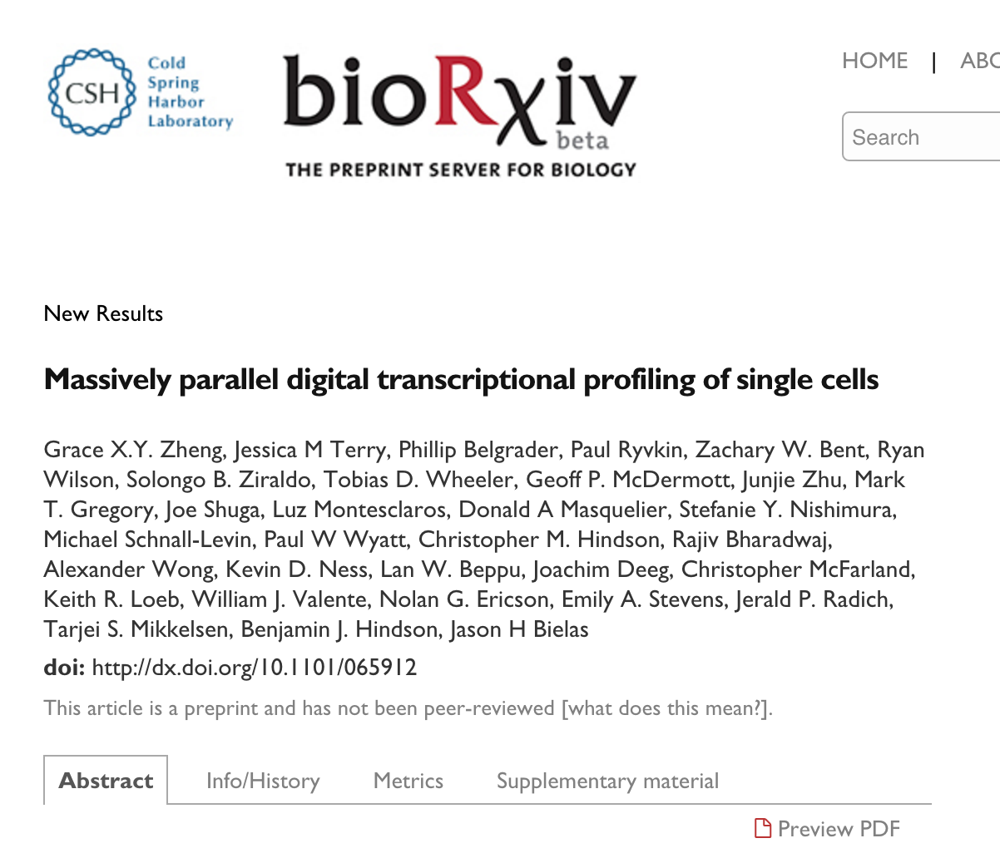 CSH
Cold
Spring
Harbor
Laboratory
bioRχiv
beta
THE PREPRINT SERVER FOR BIOLOGY
HOME | ABO
Search
New Results
Massively parallel digital transcriptional profiling of single cells
Grace X.Y. Zheng, Jessica M Terry, Phillip Belgrader, Paul Ryvkin, Zachary W. Bent, Ryan
Wilson, Solongo B. Ziraldo, Tobias D. Wheeler, Geoff P. McDermott, Junjie Zhu, Mark
T. Gregory, Joe Shuga, Luz Montesclaros, Donald A Masquelier, Stefanie Y. Nishimura,
Michael Schnall-Levin, Paul W Wyatt, Christopher M. Hindson, Rajiv Bharadwaj,
Alexander Wong, Kevin D. Ness, Lan W. Beppu, Joachim Deeg, Christopher McFarland,
Keith R. Loeb, William J. Valente, Nolan G. Ericson, Emily A. Stevens, Jerald P. Radich,
Tarjei S. Mikkelsen, Benjamin J. Hindson, Jason H Bielas
doi: http://dx.doi.org/10.1101/065912
This article is a preprint and has not been peer-reviewed [what does this mean?].
Abstract Info/History Metrics Supplementary material
Preview PDF